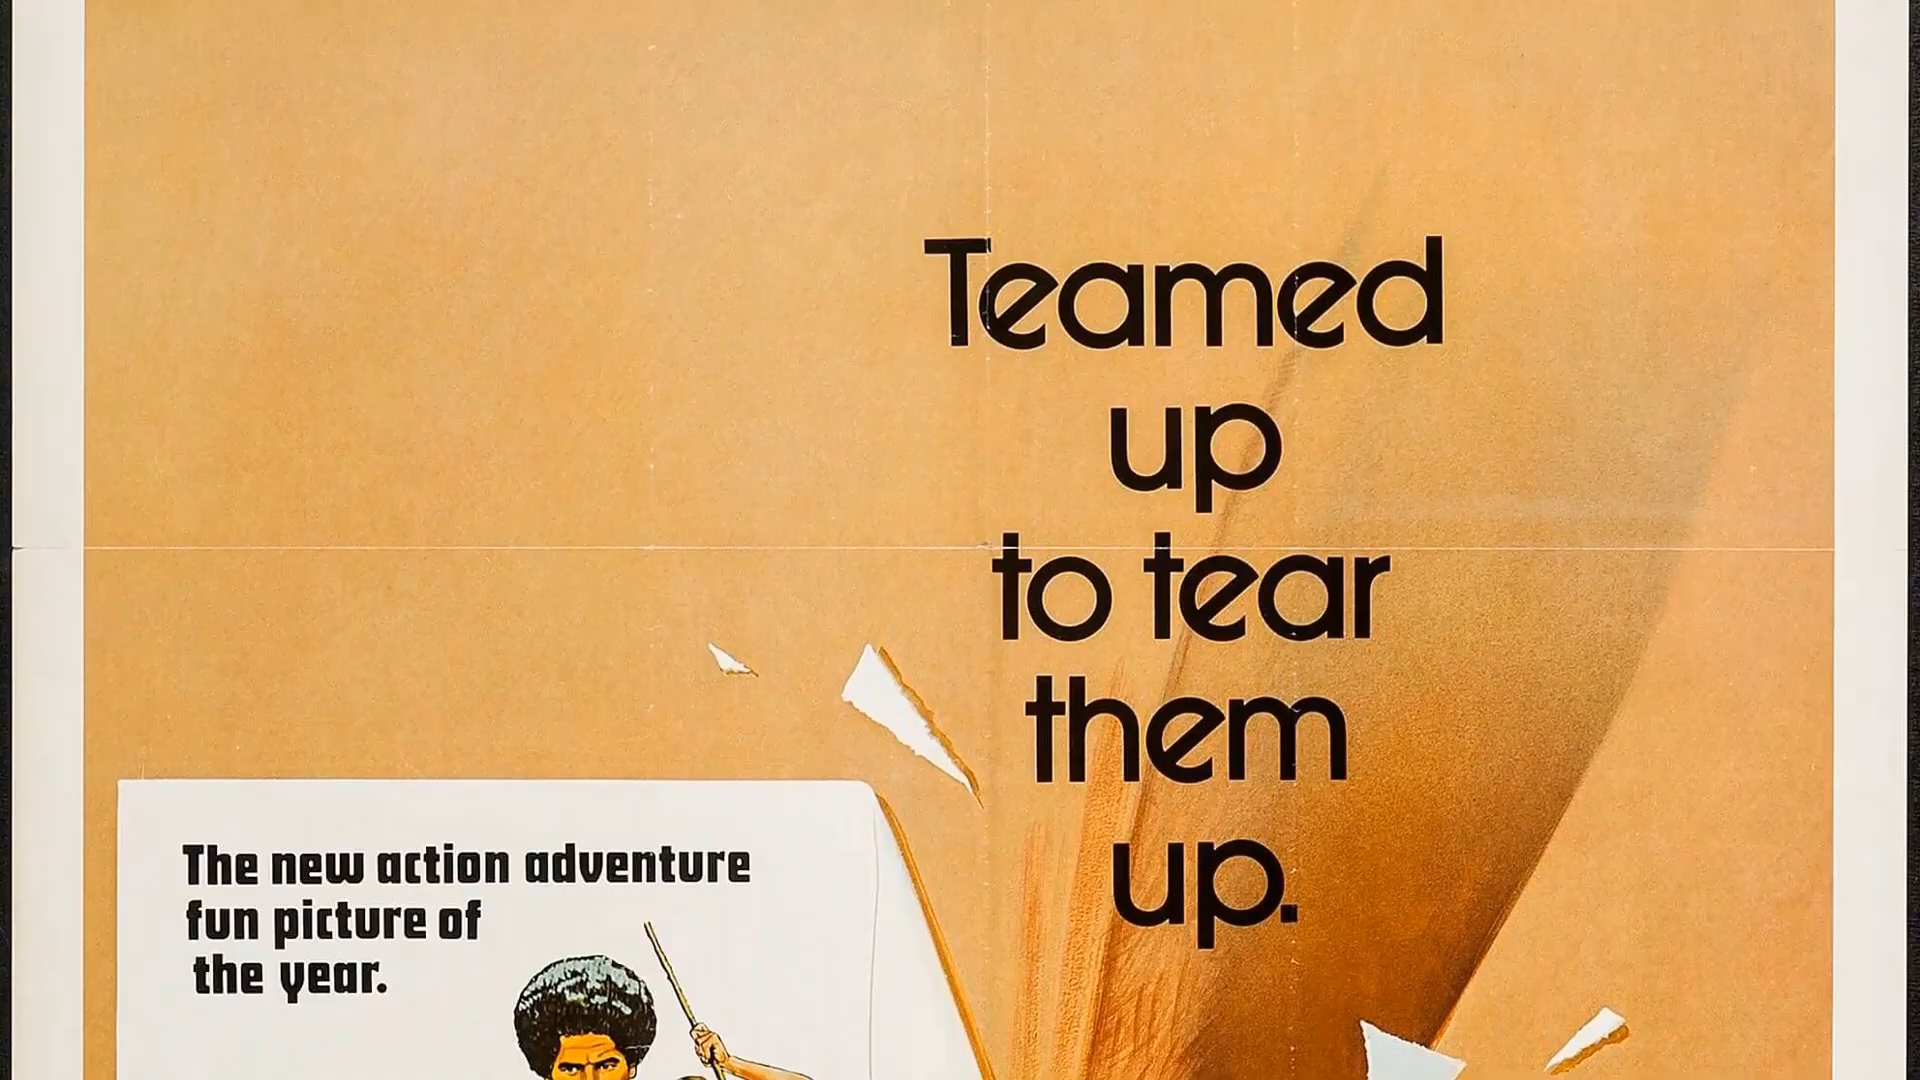 Teamed
up
to tear
them
up.
The new action adventure
fun picture of
the year.